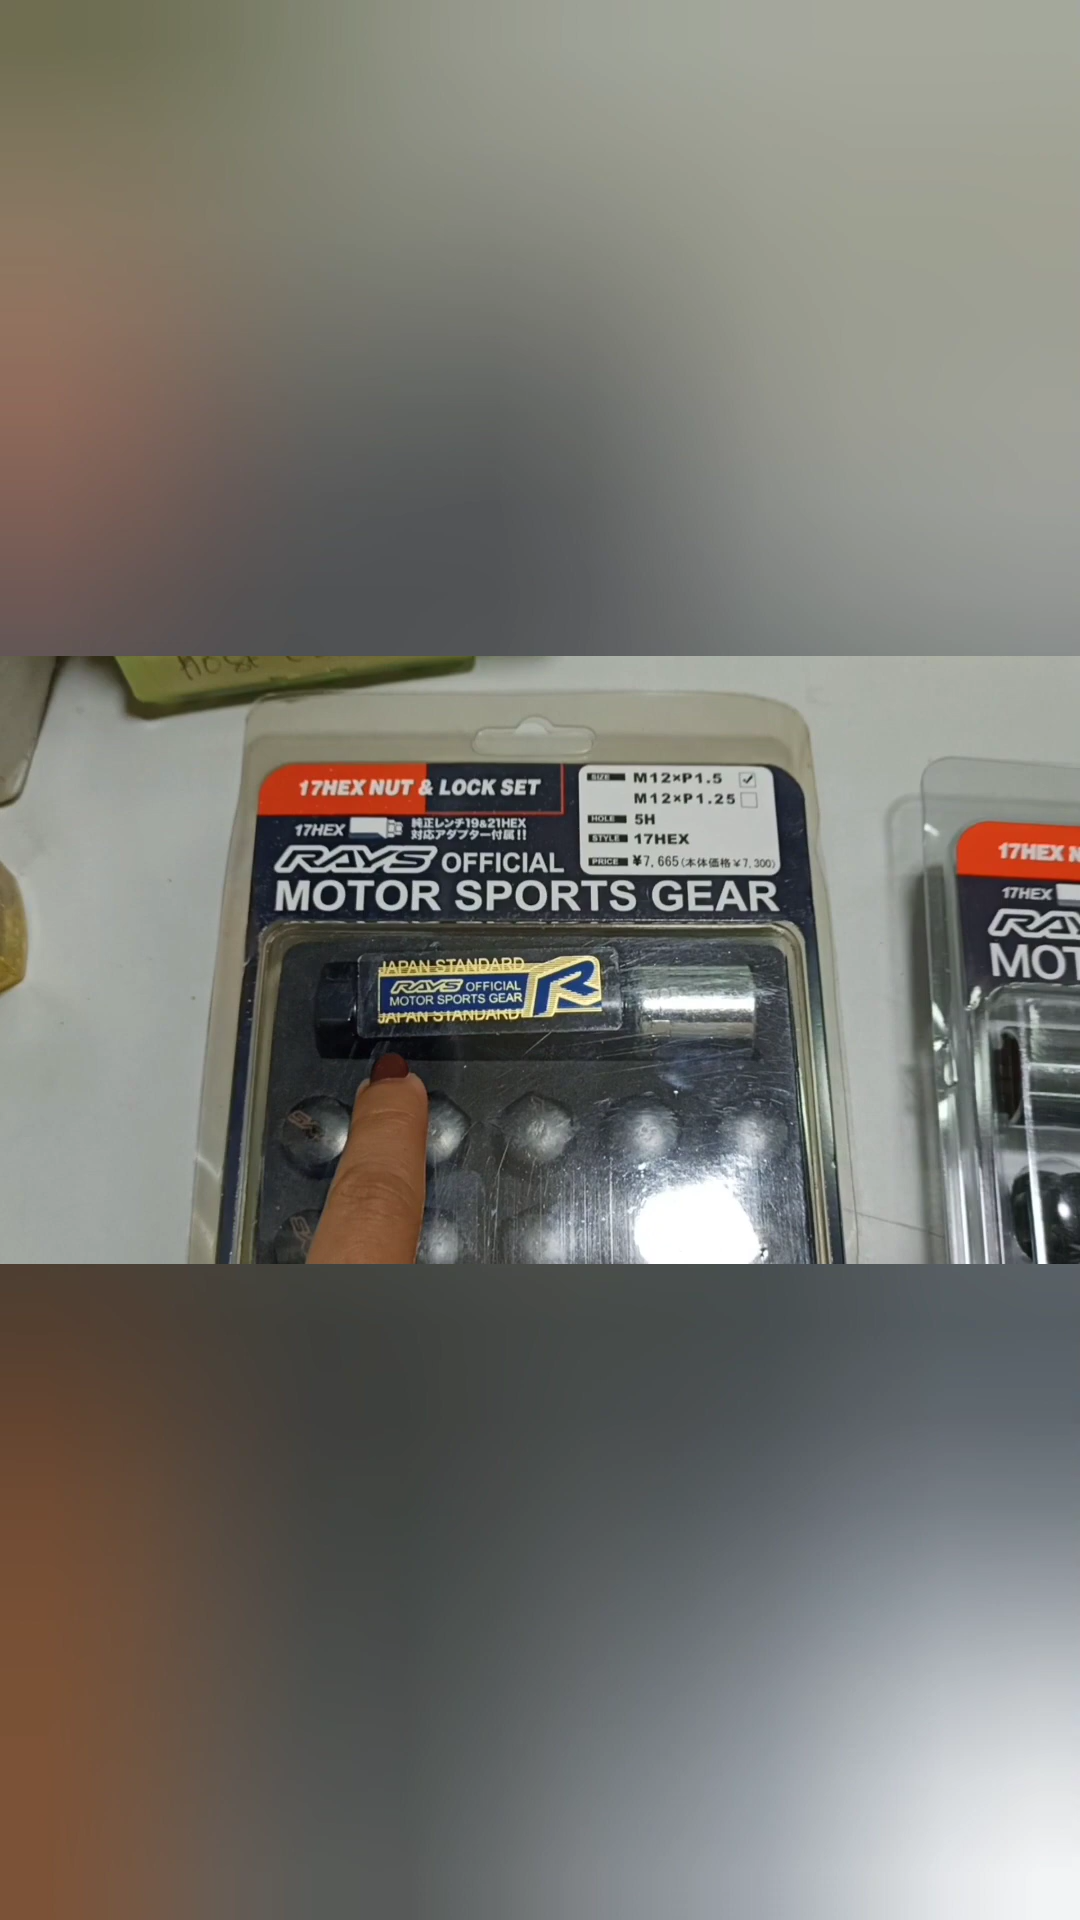 17HEX NUT & LOCK SET
SIZE M12×P1.5
M12×P1.25
HOLE 5H
STYLE 17HEX
PRICE ¥7,665(本体価格¥7,300)
17HEX 純正レンチ19&21HEX
対応アダプター付属!!
RAYS OFFICIAL
MOTOR SPORTS GEAR
JAPAN STANDARD
RAYS OFFICIAL
MOTOR SPORTS GEAR
R
JAPAN STANDARD
17HEX N
17HEX
RA
MOT